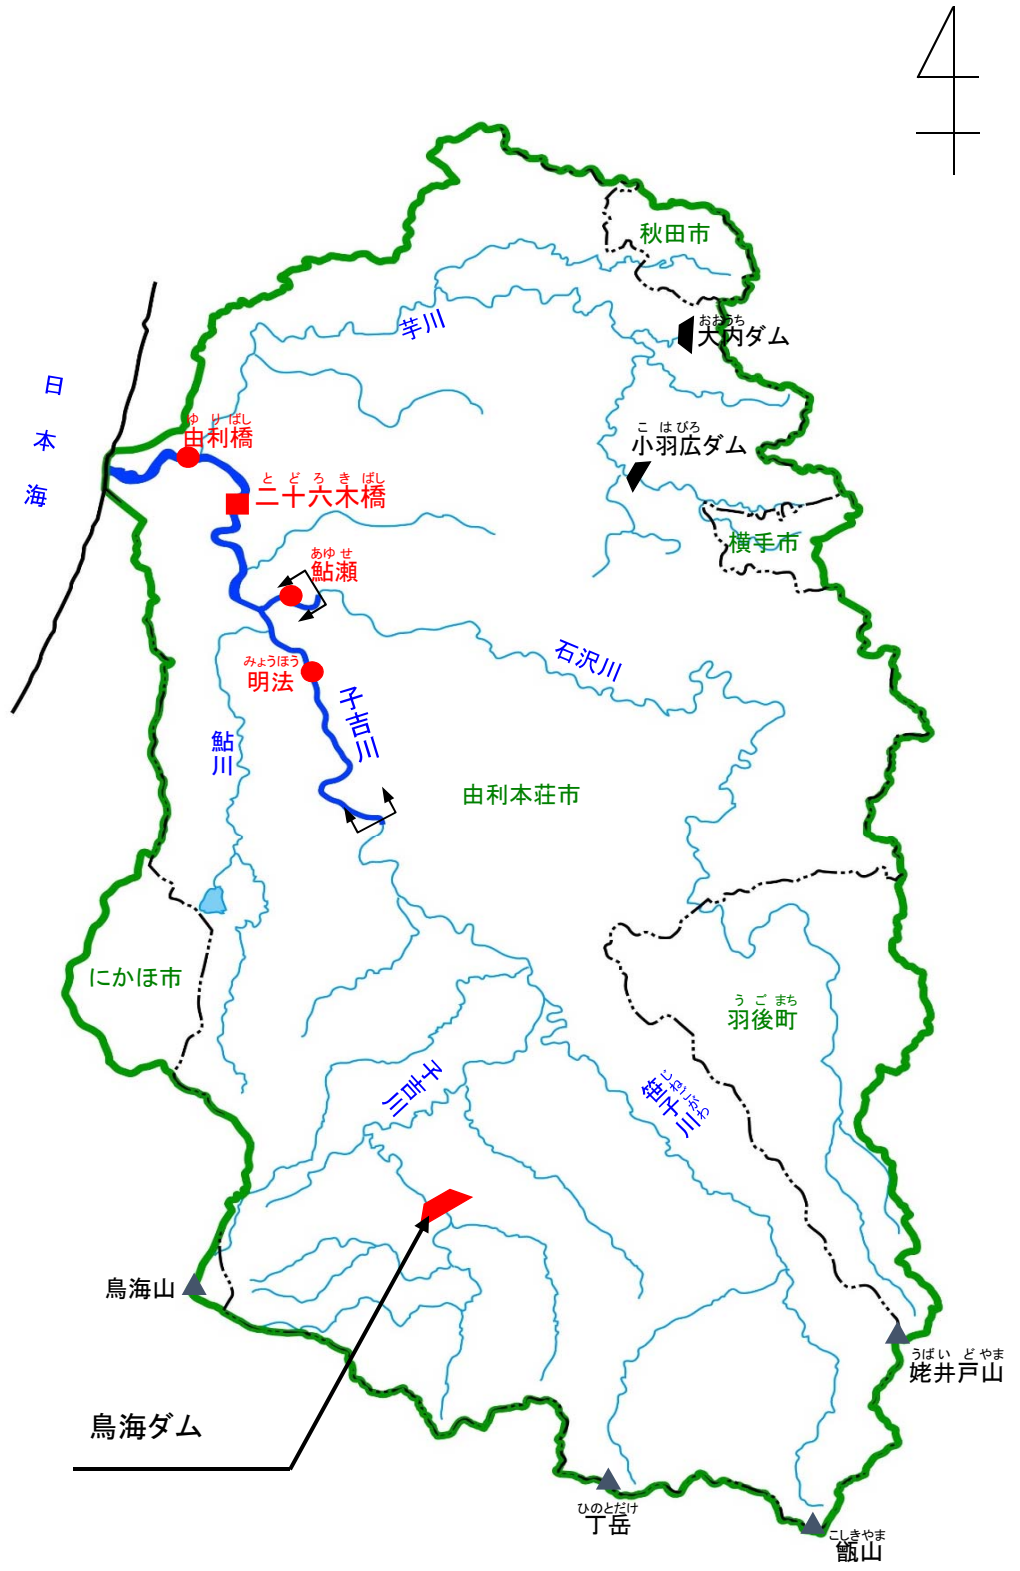 秋田市
芋川
おおうち
大内ダム
日本海
ゆりばし
由利橋
こはびろ
小羽広ダム
とどろきばし
二十六木橋
横手市
あゆせ
鮎瀬
石沢川
みょうほう
明法
子吉川
鮎川
由利本荘市
にかほ市
うごまち
羽後町
子吉川
じねごがわ
笹子川
鳥海山
うばいどやま
姥井戸山
鳥海ダム
ひのとだけ
丁岳
こしきやま
甑山